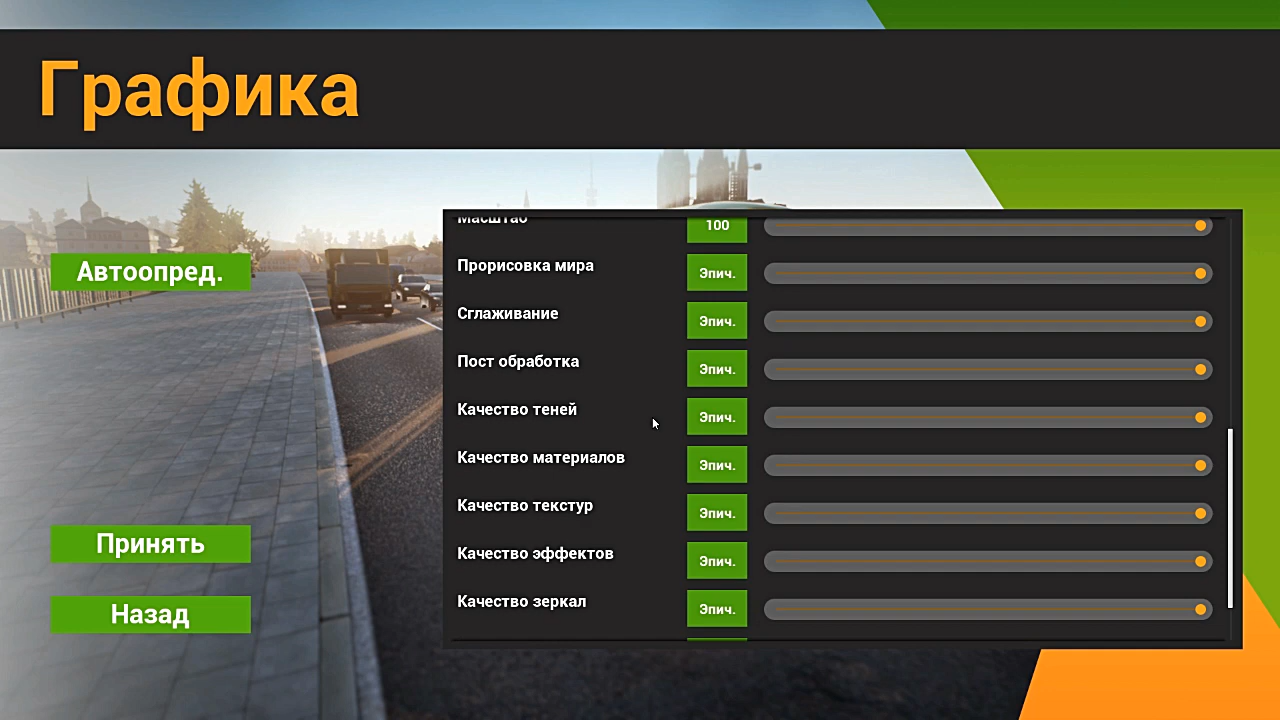 Графика
Автоопред.
Принять
Назад
Масштаб 100
Прорисовка мира Эпич.
Сглаживание Эпич.
Пост обработка Эпич.
Качество теней Эпич.
Качество материалов Эпич.
Качество текстур Эпич.
Качество эффектов Эпич.
Качество зеркал Эпич.